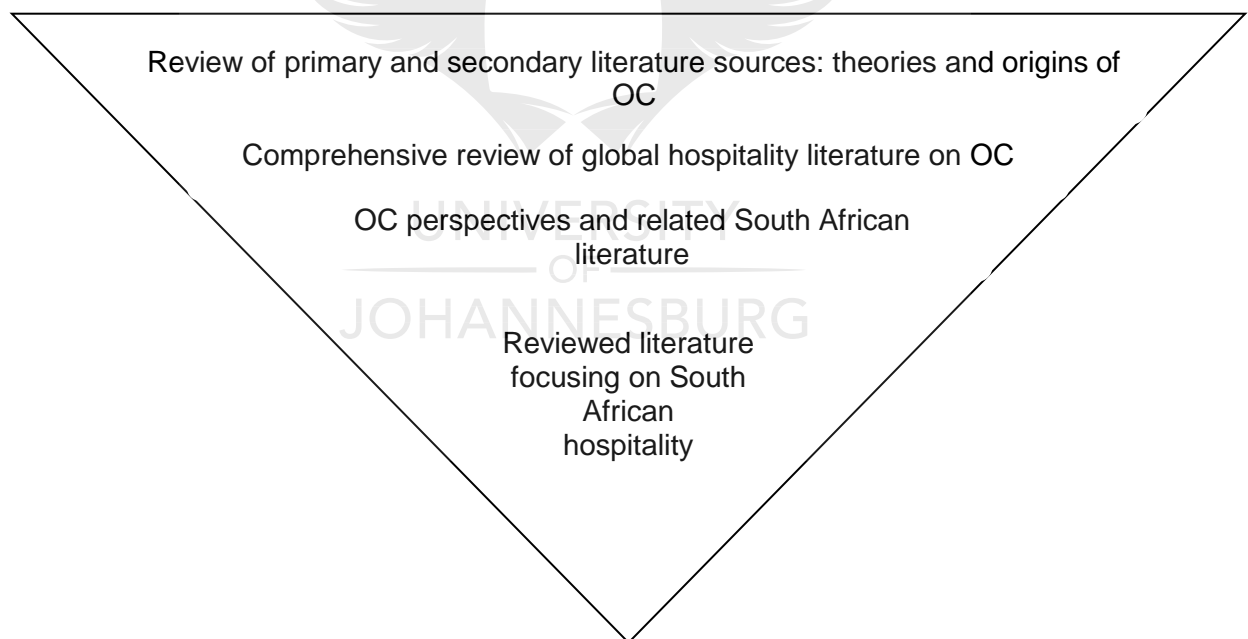 Review of primary and secondary literature sources: theories and origins of
OC
Comprehensive review of global hospitality literature on OC
OC perspectives and related South African
literature
UNIVERSITY
OF
JOHANNESBURG
Reviewed literature
focusing on South
African
hospitality